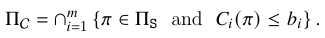 Π_C = ∩_{i=1}^{m} {π ∈ Π_S and C_i(π) ≤ b_i} .